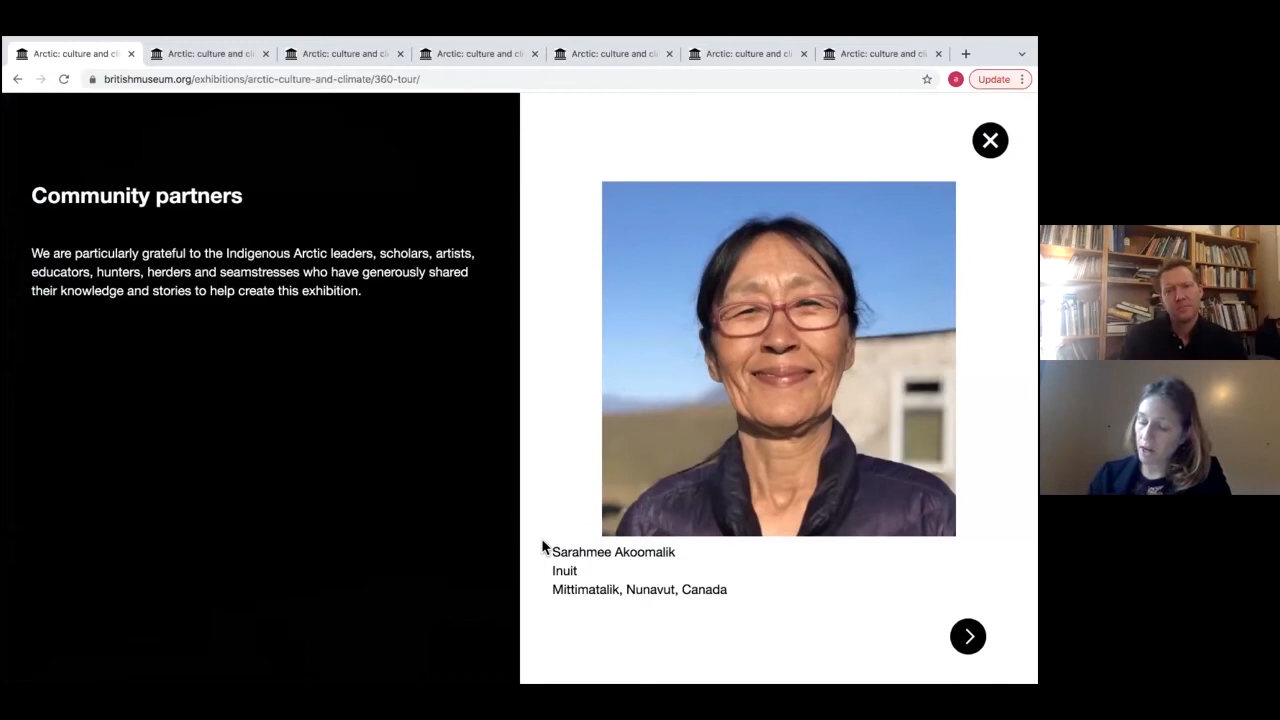 Arctic: culture and cli
Arctic: culture and cli
Arctic: culture and cli
Arctic: culture and cli
Arctic: culture and cli
Arctic: culture and cli
Arctic: culture and cli
britishmuseum.org/exhibitions/arctic-culture-and-climate/360-tour/
a
Update
Community partners
We are particularly grateful to the Indigenous Arctic leaders, scholars, artists,
educators, hunters, herders and seamstresses who have generously shared
their knowledge and stories to help create this exhibition.
Sarahmee Akoomalik
Inuit
Mittimatalik, Nunavut, Canada